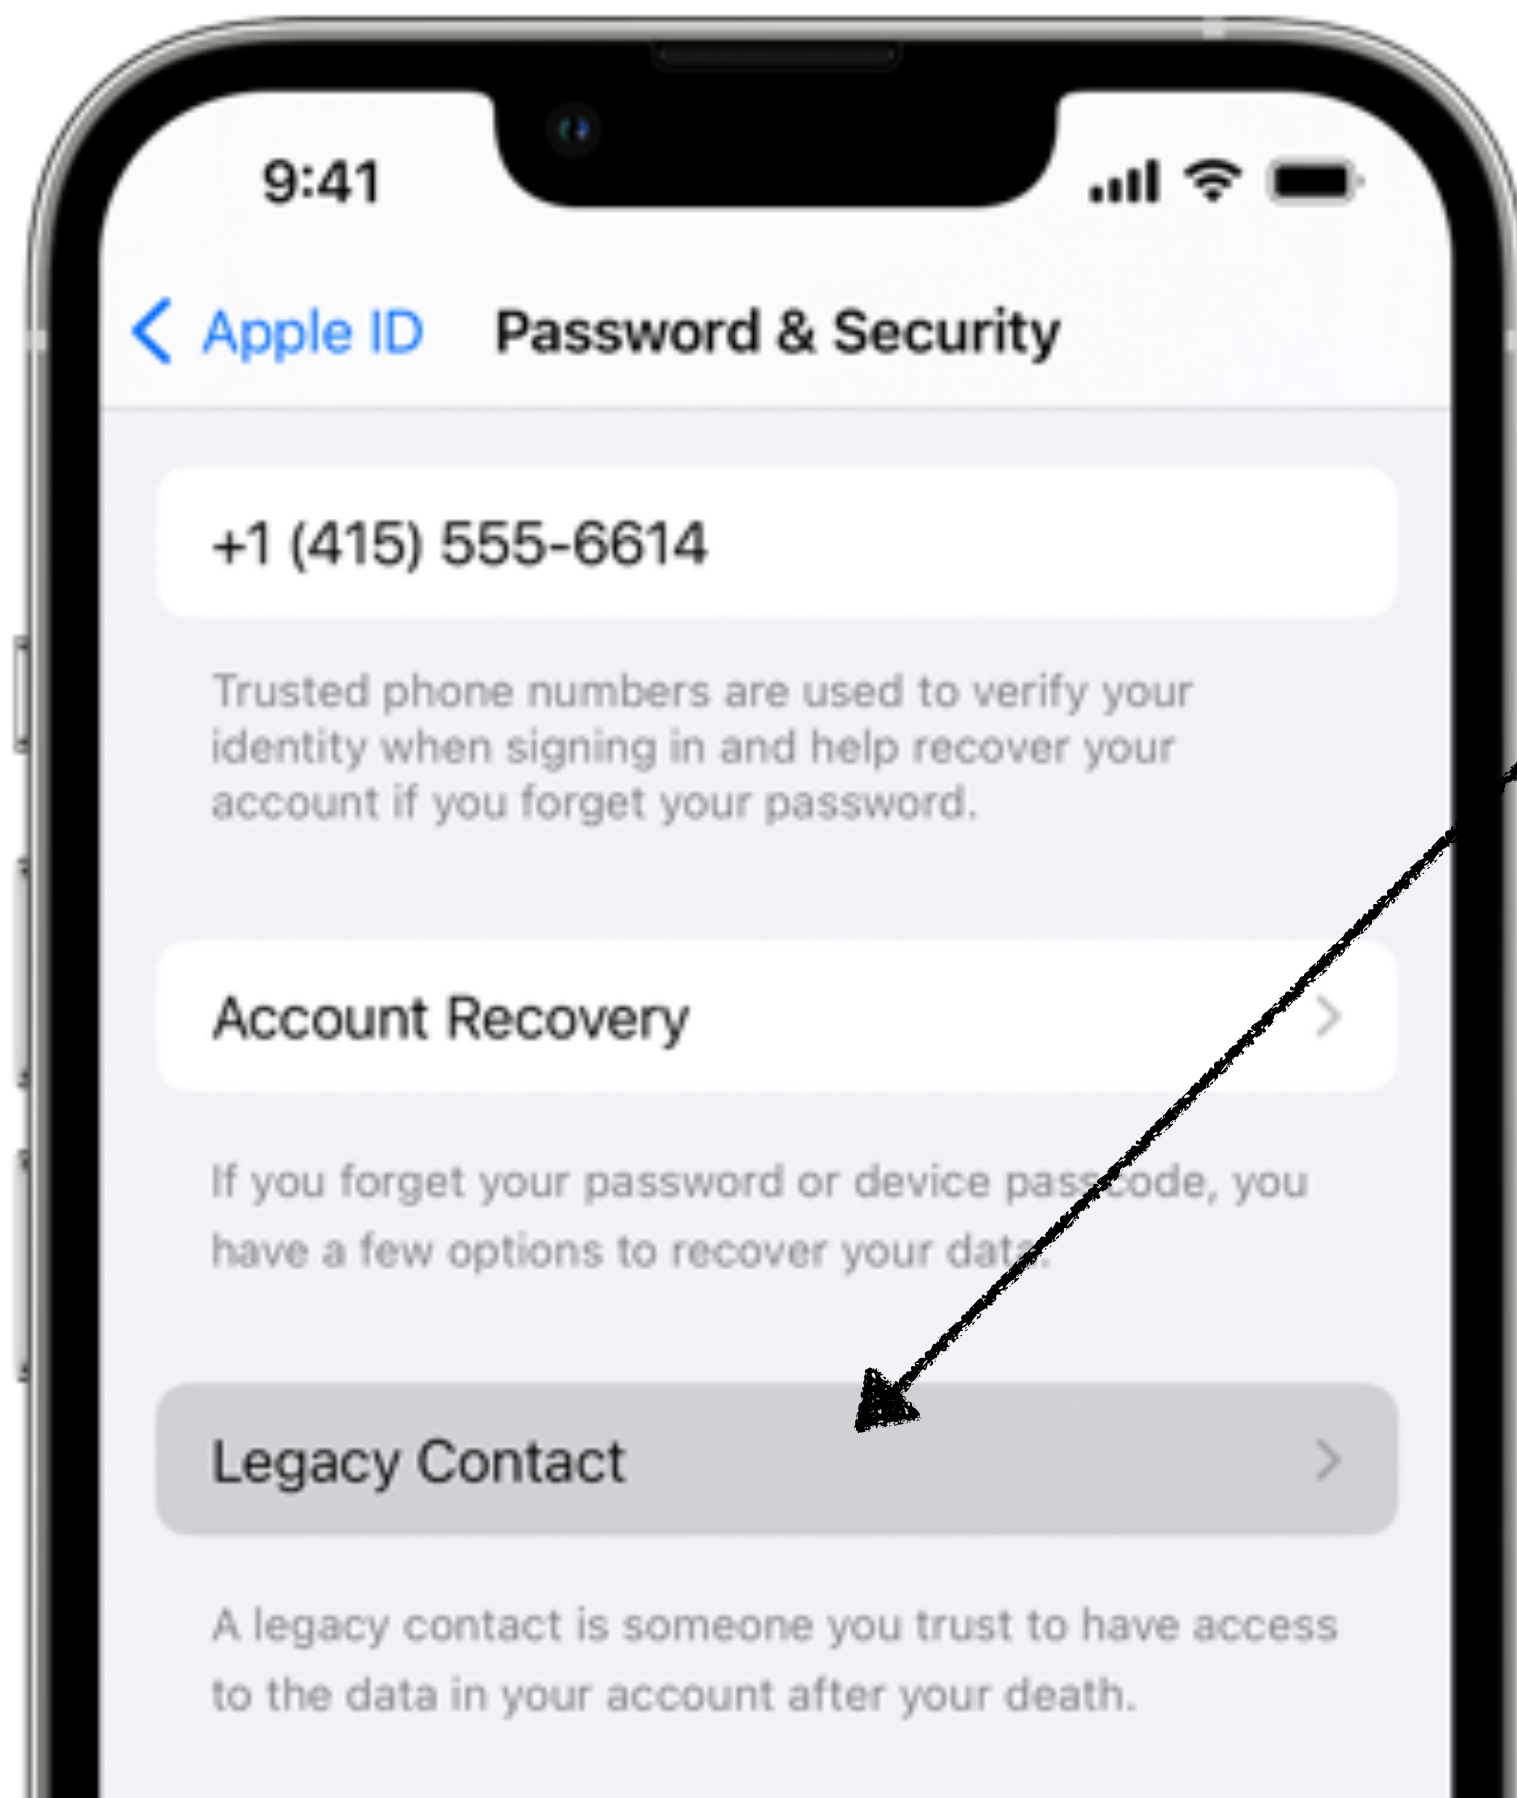 9:41
Apple ID Password & Security
+1 (415) 555-6614
Trusted phone numbers are used to verify your
identity when signing in and help recover your
account if you forget your password.
Account Recovery
If you forget your password or device passcode, you
have a few options to recover your data.
Legacy Contact
A legacy contact is someone you trust to have access
to the data in your account after your death.